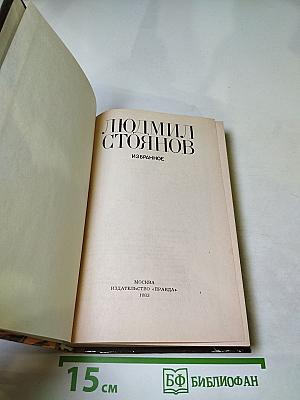 ЛЮДМИЛ
СТОЯНОВ
ИЗБРАННОЕ
МОСКВА
ИЗДАТЕЛЬСТВО «ПРАВДА»
15 см
БФ БИБЛИОФАН